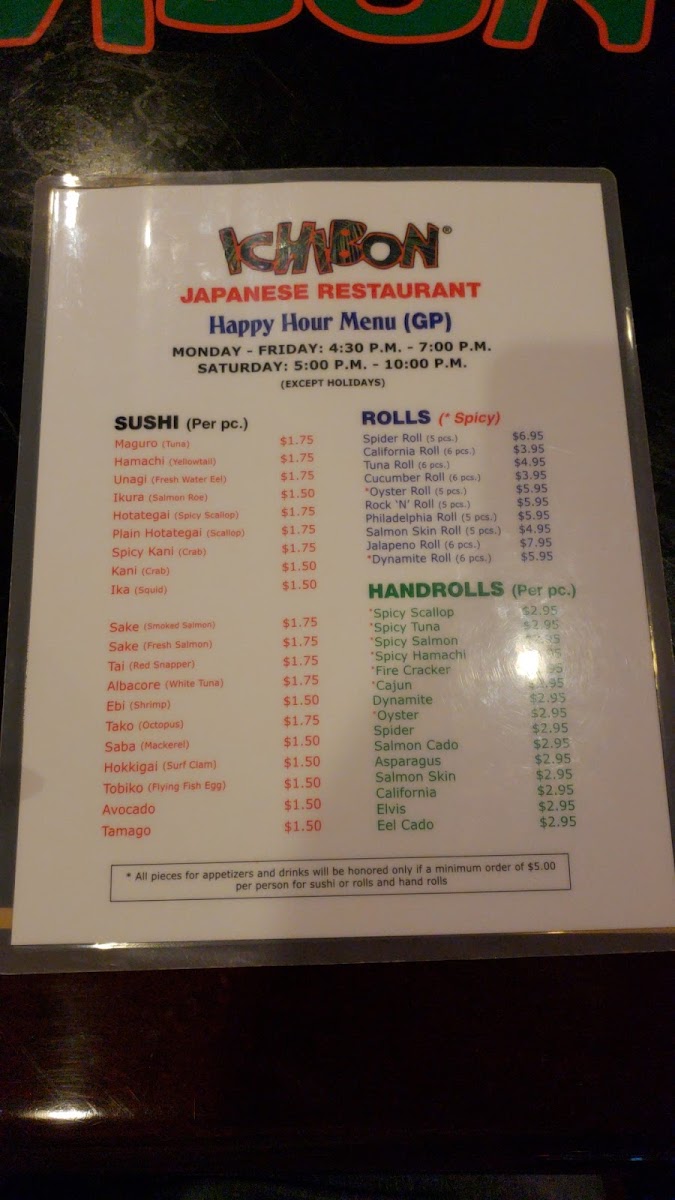 ICHIBON®
JAPANESE RESTAURANT
Happy Hour Menu (GP)
MONDAY - FRIDAY: 4:30 P.M. - 7:00 P.M.
SATURDAY: 5:00 P.M. - 10:00 P.M.
(EXCEPT HOLIDAYS)
SUSHI (Per pc.)
Maguro (Tuna) $1.75
Hamachi (Yellowtail) $1.75
Unagi (Fresh Water Eel) $1.75
Ikura (Salmon Roe) $1.50
Hotategai (Spicy Scallop) $1.75
Plain Hotategai (Scallop) $1.75
Spicy Kani (Crab) $1.75
Kani (Crab) $1.50
Ika (Squid) $1.50
Sake (Smoked Salmon) $1.75
Sake (Fresh Salmon) $1.75
Tai (Red Snapper) $1.75
Albacore (White Tuna) $1.75
Ebi (Shrimp) $1.50
Tako (Octopus) $1.75
Saba (Mackerel) $1.50
Hokkigai (Surf Clam) $1.50
Tobiko (Flying Fish Egg) $1.50
Avocado $1.50
Tamago $1.50
ROLLS (* Spicy)
Spider Roll (5 pcs.) $6.95
California Roll (6 pcs.) $3.95
Tuna Roll (6 pcs.) $4.95
Cucumber Roll (6 pcs.) $3.95
*Oyster Roll (5 pcs.) $5.95
Rock 'N' Roll (5 pcs.) $5.95
Philadelphia Roll (5 pcs.) $5.95
Salmon Skin Roll (5 pcs.) $4.95
Jalapeno Roll (6 pcs.) $7.95
*Dynamite Roll (6 pcs.) $5.95
HANDROLLS (Per pc.)
*Spicy Scallop $2.95
*Spicy Tuna $2.95
*Spicy Salmon
*Spicy Hamachi
*Fire Cracker
*Cajun
Dynamite $2.95
*Oyster $2.95
Spider $2.95
Salmon Cado $2.95
Asparagus $2.95
Salmon Skin $2.95
California $2.95
Elvis $2.95
Eel Cado $2.95
* All pieces for appetizers and drinks will be honored only if a minimum order of $5.00
per person for sushi or rolls and hand rolls